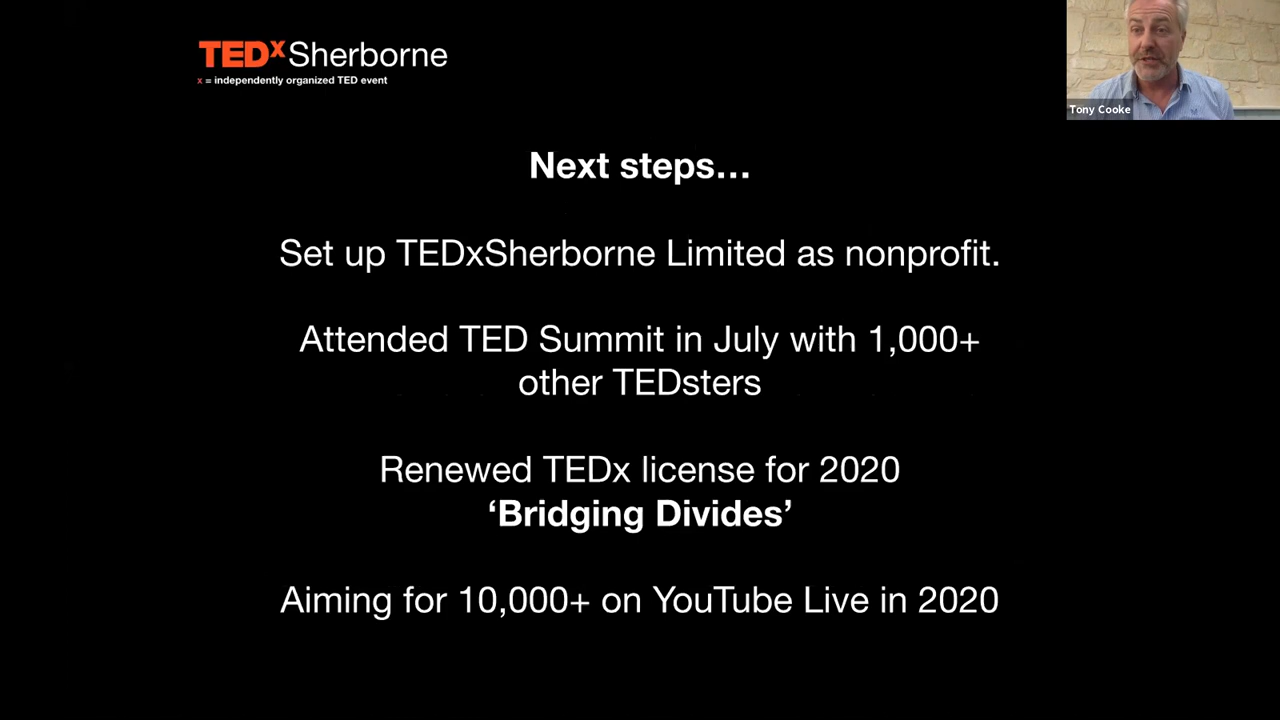 TEDxSherborne
x = independently organized TED event
Tony Cooke
Next steps…
Set up TEDxSherborne Limited as nonprofit.
Attended TED Summit in July with 1,000+
other TEDsters
Renewed TEDx license for 2020
‘Bridging Divides’
Aiming for 10,000+ on YouTube Live in 2020